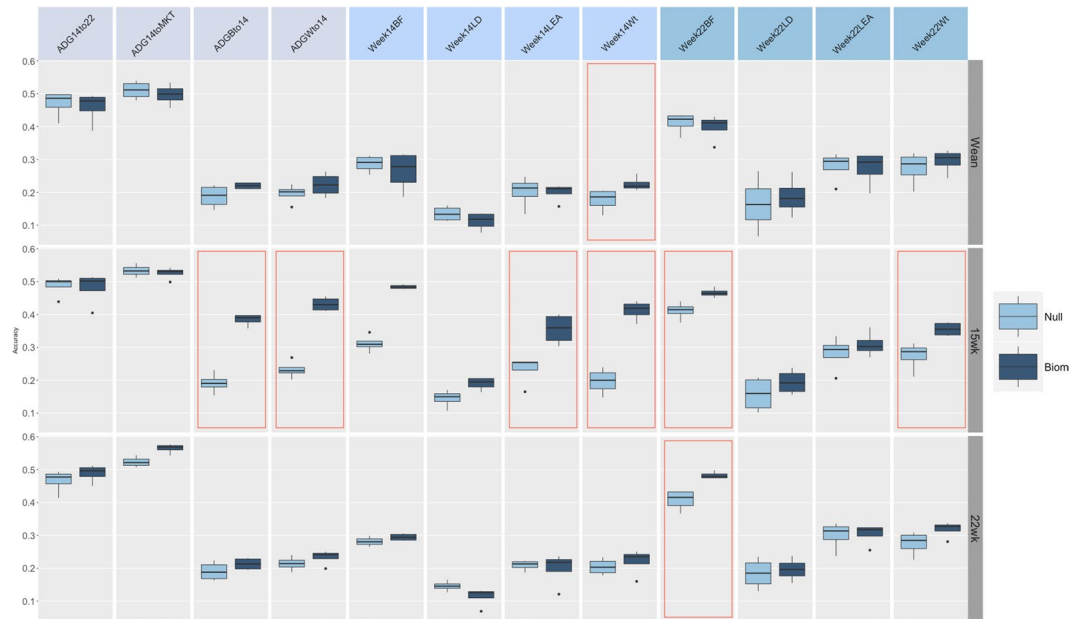 ADG14to22
ADG14toMKT
ADGBto14
ADGWto14
Week14BF
Week14LD
Week14LEA
Week14Wt
Week22BF
Week22LD
Week22LEA
Week22Wt
0.6
0.5
0.4
0.3
0.2
0.1
Wean
0.6
0.5
0.4
0.3
0.2
0.1
15wk
Accuracy
Null
Biom
0.6
0.5
0.4
0.3
0.2
0.1
22wk